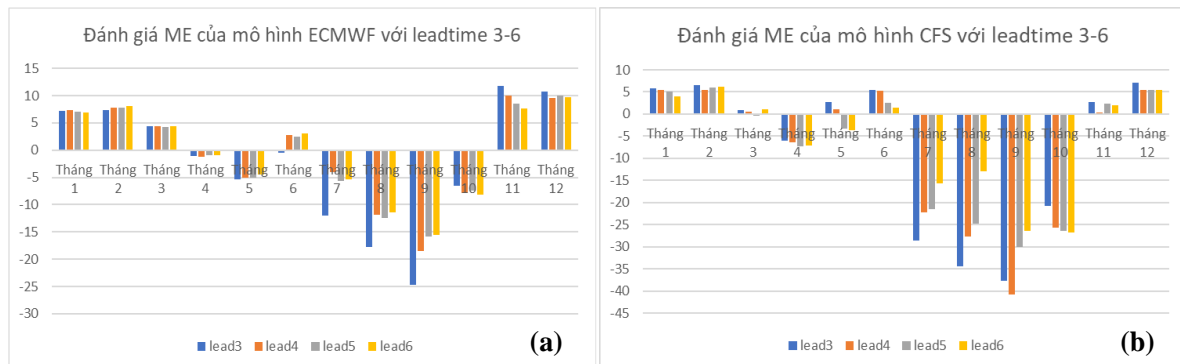 Đánh giá ME của mô hình ECMWF với leadtime 3-6
15
10
5
0
-5
-10
-15
-20
-25
-30
Tháng 1
Tháng 2
Tháng 3
Tháng 4
Tháng 5
Tháng 6
Tháng 7
Tháng 8
Tháng 9
Tháng 10
Tháng 11
Tháng 12
lead3 lead4 lead5 lead6
(a)
Đánh giá ME của mô hình CFS với leadtime 3-6
10
5
0
-5
-10
-15
-20
-25
-30
-35
-40
-45
Tháng 1
Tháng 2
Tháng 3
Tháng 4
Tháng 5
Tháng 6
Tháng 7
Tháng 8
Tháng 9
Tháng 10
Tháng 11
Tháng 12
lead3 lead4 lead5 lead6
(b)